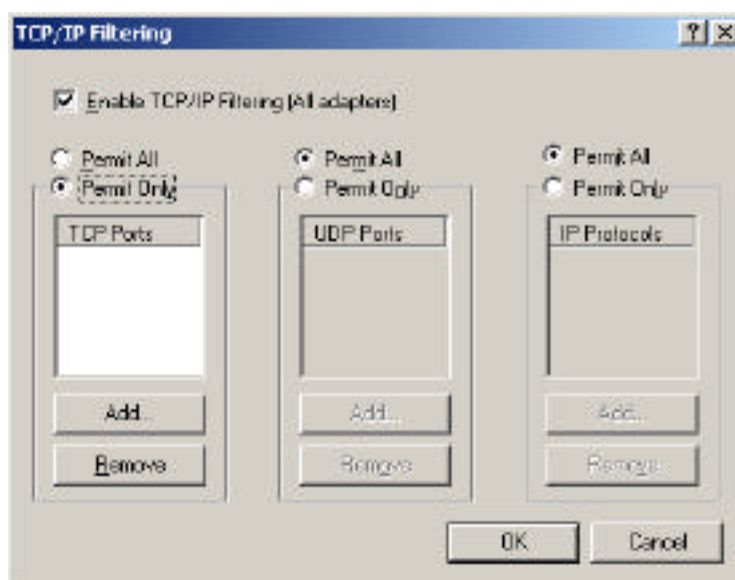 TCP/IP Filtering
Enable TCP/IP Filtering (All adapters)
Permit All Permit All Permit All
Permit Only Permit Only Permit Only
TCP Ports UDP Ports IP Protocols
Add... Add... Add...
Remove Remove Remove
OK Cancel